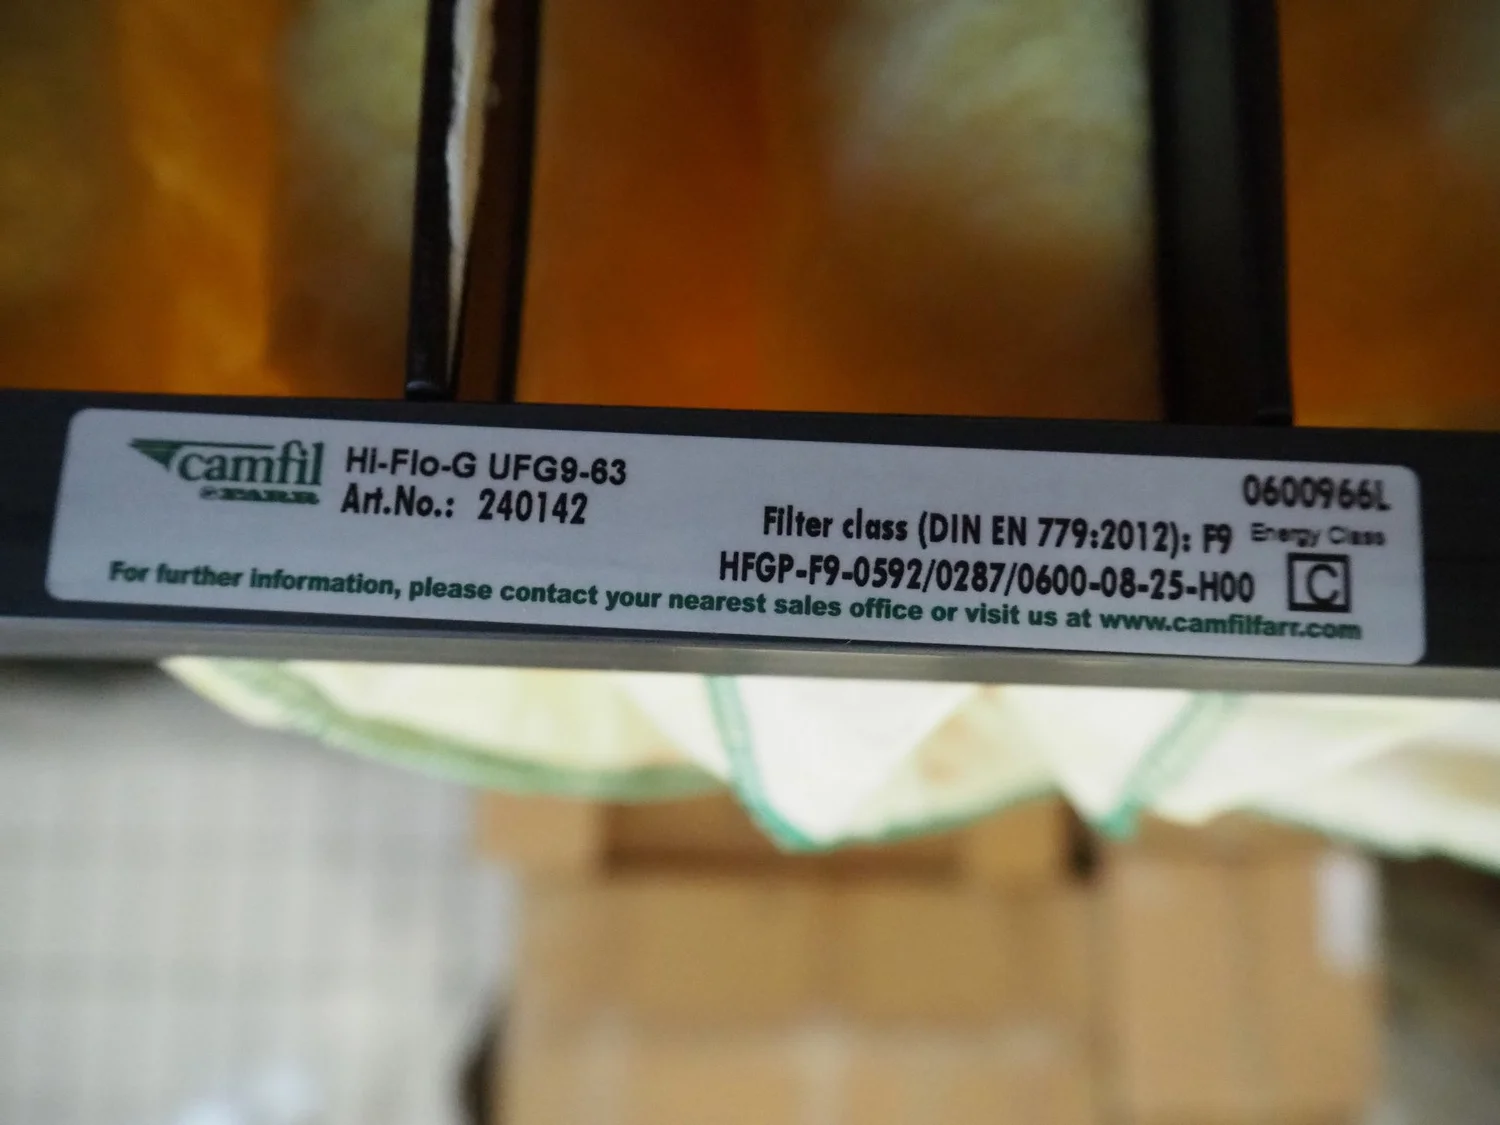 camfil
FARR
Hi-Flo-G UFG9-63
Art.No.: 240142
0600966L
Filter class (DIN EN 779:2012): F9
Energy Class
HFGP-F9-0592/0287/0600-08-25-H00
C
For further information, please contact your nearest sales office or visit us at www.camfilfarr.com